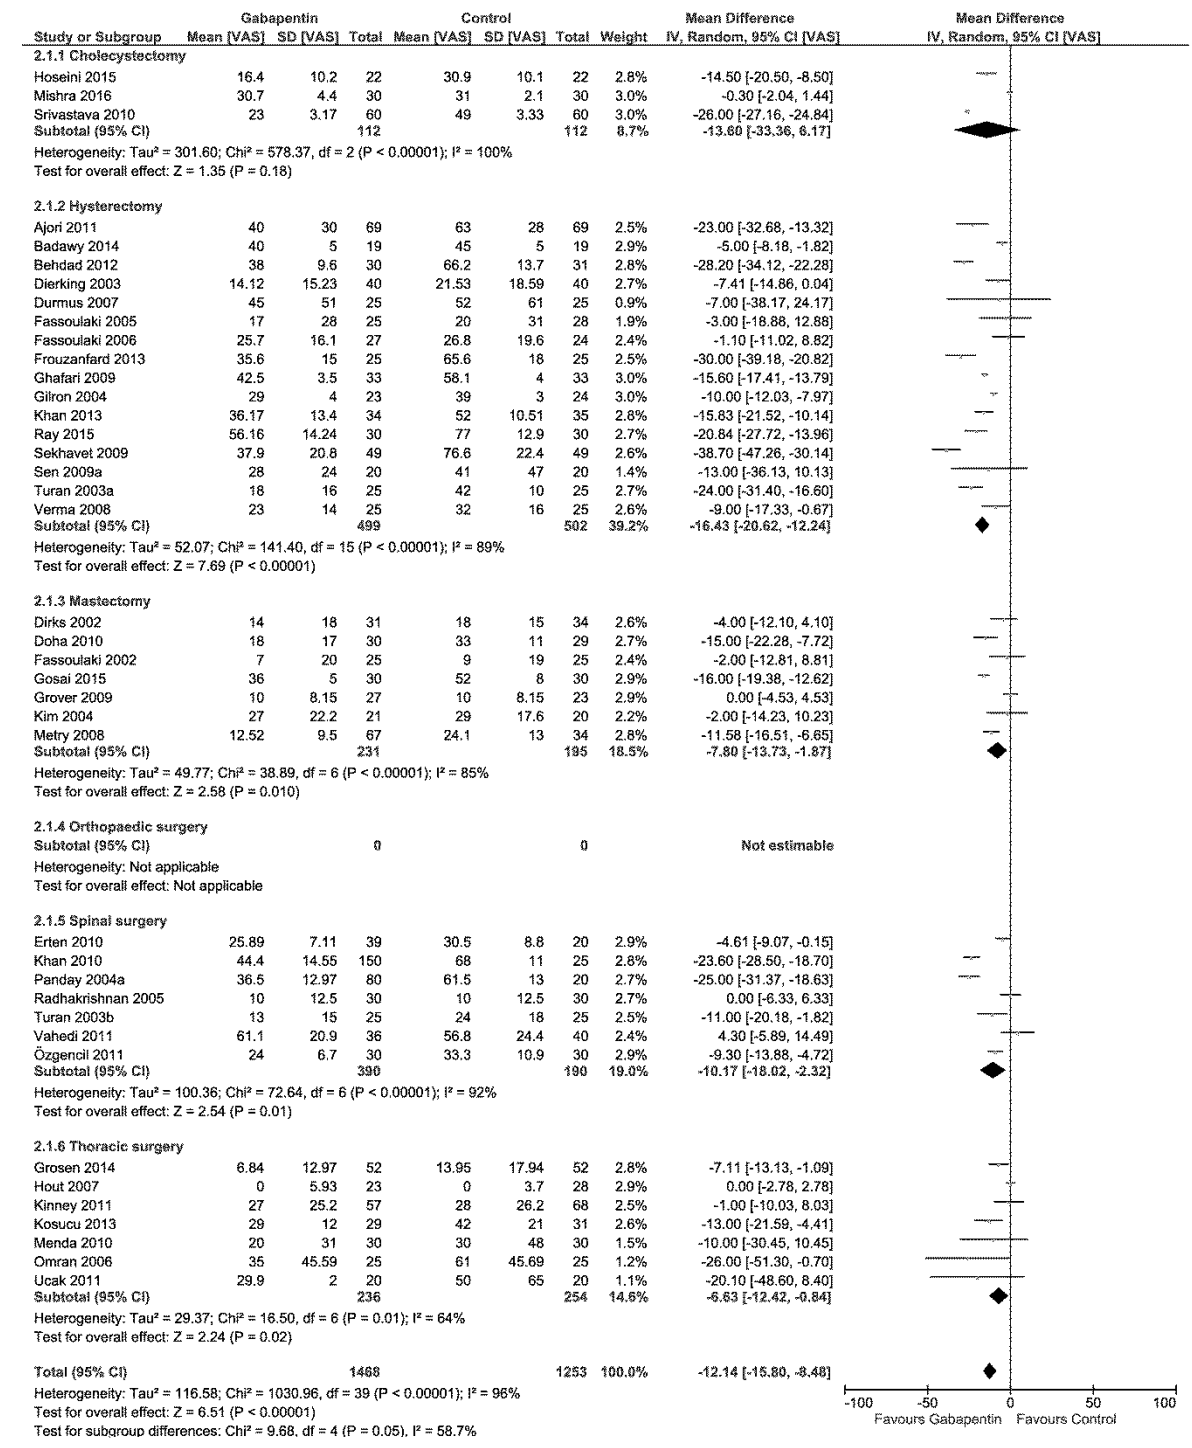 Gabapentin Control Mean Difference Mean Difference
Study or Subgroup Mean [VAS] SD [VAS] Total Mean [VAS] SD [VAS] Total Weight IV, Random, 95% CI [VAS] IV, Random, 95% CI [VAS]
2.1.1 Cholecystectomy
Hoseini 2015 16.4 10.2 22 30.9 10.1 22 2.8% -14.50 [-20.50, -8.50]
Mishra 2016 30.7 4.4 30 31 2.1 30 3.0% -0.30 [-2.04, 1.44]
Srivastava 2010 23 3.17 60 49 3.33 60 3.0% -26.00 [-27.16, -24.84]
Subtotal (95% CI) 112 112 8.7% -13.60 [-33.36, 6.17]
Heterogeneity: Tau² = 301.60; Chi² = 578.37, df = 2 (P < 0.00001); I² = 100%
Test for overall effect: Z = 1.35 (P = 0.18)
2.1.2 Hysterectomy
Ajori 2011 40 30 69 63 28 69 2.5% -23.00 [-32.68, -13.32]
Badawy 2014 40 5 19 45 5 19 2.9% -5.00 [-8.18, -1.82]
Behdad 2012 38 9.6 30 66.2 13.7 31 2.8% -28.20 [-34.12, -22.28]
Dierking 2003 14.12 15.23 40 21.53 18.59 40 2.7% -7.41 [-14.86, 0.04]
Durmus 2007 45 51 25 52 61 25 0.9% -7.00 [-38.17, 24.17]
Fassoulaki 2005 17 28 25 20 31 28 1.9% -3.00 [-18.88, 12.88]
Fassoulaki 2006 25.7 16.1 27 26.8 19.6 24 2.4% -1.10 [-11.02, 8.82]
Frouzanfard 2013 35.6 15 25 65.6 18 25 2.5% -30.00 [-39.18, -20.82]
Ghafari 2009 42.5 3.5 33 58.1 4 33 3.0% -15.60 [-17.41, -13.79]
Gilron 2004 29 4 23 39 3 24 3.0% -10.00 [-12.03, -7.97]
Khan 2013 36.17 13.4 34 52 10.51 35 2.8% -15.83 [-21.52, -10.14]
Ray 2015 56.16 14.24 30 77 12.9 30 2.7% -20.84 [-27.72, -13.96]
Sekhavet 2009 37.9 20.8 49 76.6 22.4 49 2.6% -38.70 [-47.26, -30.14]
Sen 2009a 28 24 20 41 47 20 1.4% -13.00 [-36.13, 10.13]
Turan 2003a 18 16 25 42 10 25 2.7% -24.00 [-31.40, -16.60]
Verma 2008 23 14 25 32 16 25 2.6% -9.00 [-17.33, -0.67]
Subtotal (95% CI) 499 502 39.2% -16.43 [-20.62, -12.24]
Heterogeneity: Tau² = 52.07; Chi² = 141.40, df = 15 (P < 0.00001); I² = 89%
Test for overall effect: Z = 7.69 (P < 0.00001)
2.1.3 Mastectomy
Dirks 2002 14 18 31 18 15 34 2.6% -4.00 [-12.10, 4.10]
Doha 2010 18 17 30 33 11 29 2.7% -15.00 [-22.28, -7.72]
Fassoulaki 2002 7 20 25 9 19 25 2.4% -2.00 [-12.81, 8.81]
Gosai 2015 36 5 30 52 8 30 2.9% -16.00 [-19.38, -12.62]
Grover 2009 10 8.15 27 10 8.15 23 2.9% 0.00 [-4.53, 4.53]
Kim 2004 27 22.2 21 29 17.6 20 2.2% -2.00 [-14.23, 10.23]
Metry 2008 12.52 9.5 67 24.1 13 34 2.8% -11.58 [-16.51, -6.65]
Subtotal (95% CI) 231 195 18.5% -7.80 [-13.73, -1.87]
Heterogeneity: Tau² = 49.77; Chi² = 38.89, df = 6 (P < 0.00001); I² = 85%
Test for overall effect: Z = 2.58 (P = 0.010)
2.1.4 Orthopaedic surgery
Subtotal (95% CI) 0 0 Not estimable
Heterogeneity: Not applicable
Test for overall effect: Not applicable
2.1.5 Spinal surgery
Erten 2010 25.89 7.11 39 30.5 8.8 20 2.9% -4.61 [-9.07, -0.15]
Khan 2010 44.4 14.55 150 68 11 25 2.8% -23.60 [-28.50, -18.70]
Panday 2004a 36.5 12.97 80 61.5 13 20 2.8% -25.00 [-31.37, -18.63]
Radhakrishnan 2005 10 12.5 30 10 12.5 30 2.7% 0.00 [-6.33, 6.33]
Turan 2003b 13 15 25 24 18 25 2.5% -11.00 [-20.18, -1.82]
Vahedi 2011 61.1 20.9 36 56.8 24.4 40 2.4% 4.30 [-5.89, 14.49]
Özgencil 2011 24 6.7 30 33.3 10.9 30 2.9% -9.30 [-13.88, -4.72]
Subtotal (95% CI) 390 190 19.0% -10.17 [-18.02, -2.32]
Heterogeneity: Tau² = 100.36; Chi² = 72.64, df = 6 (P < 0.00001); I² = 92%
Test for overall effect: Z = 2.54 (P = 0.01)
2.1.6 Thoracic surgery
Grosen 2014 6.84 12.97 52 13.95 17.94 52 2.8% -7.11 [-13.13, -1.09]
Hout 2007 0 5.93 23 0 3.7 28 2.9% 0.00 [-2.78, 2.78]
Kinney 2011 27 25.2 57 28 26.2 68 2.5% -1.00 [-10.03, 8.03]
Kosucu 2013 29 12 29 42 21 31 2.6% -13.00 [-21.59, -4.41]
Menda 2010 20 31 30 30 48 30 1.5% -10.00 [-30.45, 10.45]
Omran 2006 35 45.59 25 61 45.69 25 1.2% -26.00 [-51.30, -0.70]
Ucak 2011 29.9 2 20 50 65 20 1.1% -20.10 [-48.60, 8.40]
Subtotal (95% CI) 236 254 14.6% -6.63 [-12.42, -0.84]
Heterogeneity: Tau² = 29.37; Chi² = 16.50, df = 6 (P = 0.01); I² = 64%
Test for overall effect: Z = 2.24 (P = 0.02)
Total (95% CI) 1468 1253 100.0% -12.14 [-15.80, -8.48]
Heterogeneity: Tau² = 116.58; Chi² = 1030.96, df = 39 (P < 0.00001); I² = 96%
Test for overall effect: Z = 6.51 (P < 0.00001)
Test for subgroup differences: Chi² = 9.68, df = 4 (P = 0.05), I² = 58.7%
-100 -50 0 50 100
Favours Gabapentin Favours Control